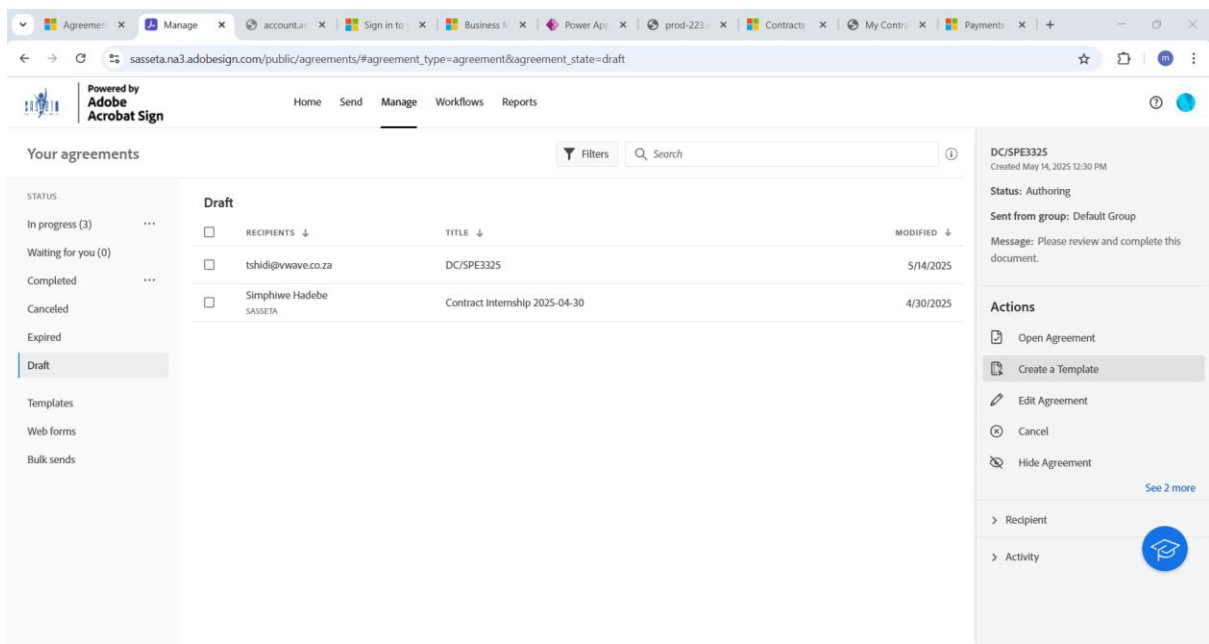 Agreemen
Manage
account.ac
Sign in to
Business M
Power App
prod-223.
Contracts
My Contra
Payments
sasseta.na3.adobesign.com/public/agreements/#agreement_type=agreement&agreement_state=draft
m
Powered by
Adobe
Acrobat Sign
Home Send Manage Workflows Reports
Your agreements
Filters
Search
STATUS
In progress (3)
Waiting for you (0)
Completed
Canceled
Expired
Draft
Templates
Web forms
Bulk sends
Draft
RECIPIENTS TITLE MODIFIED
tshidi@vwave.co.za DC/SPE3325 5/14/2025
Simphiwe Hadebe Contract Internship 2025-04-30 4/30/2025
SASSETA
DC/SPE3325
Created May 14, 2025 12:30 PM
Status: Authoring
Sent from group: Default Group
Message: Please review and complete this
document.
Actions
Open Agreement
Create a Template
Edit Agreement
Cancel
Hide Agreement
See 2 more
Recipient
Activity